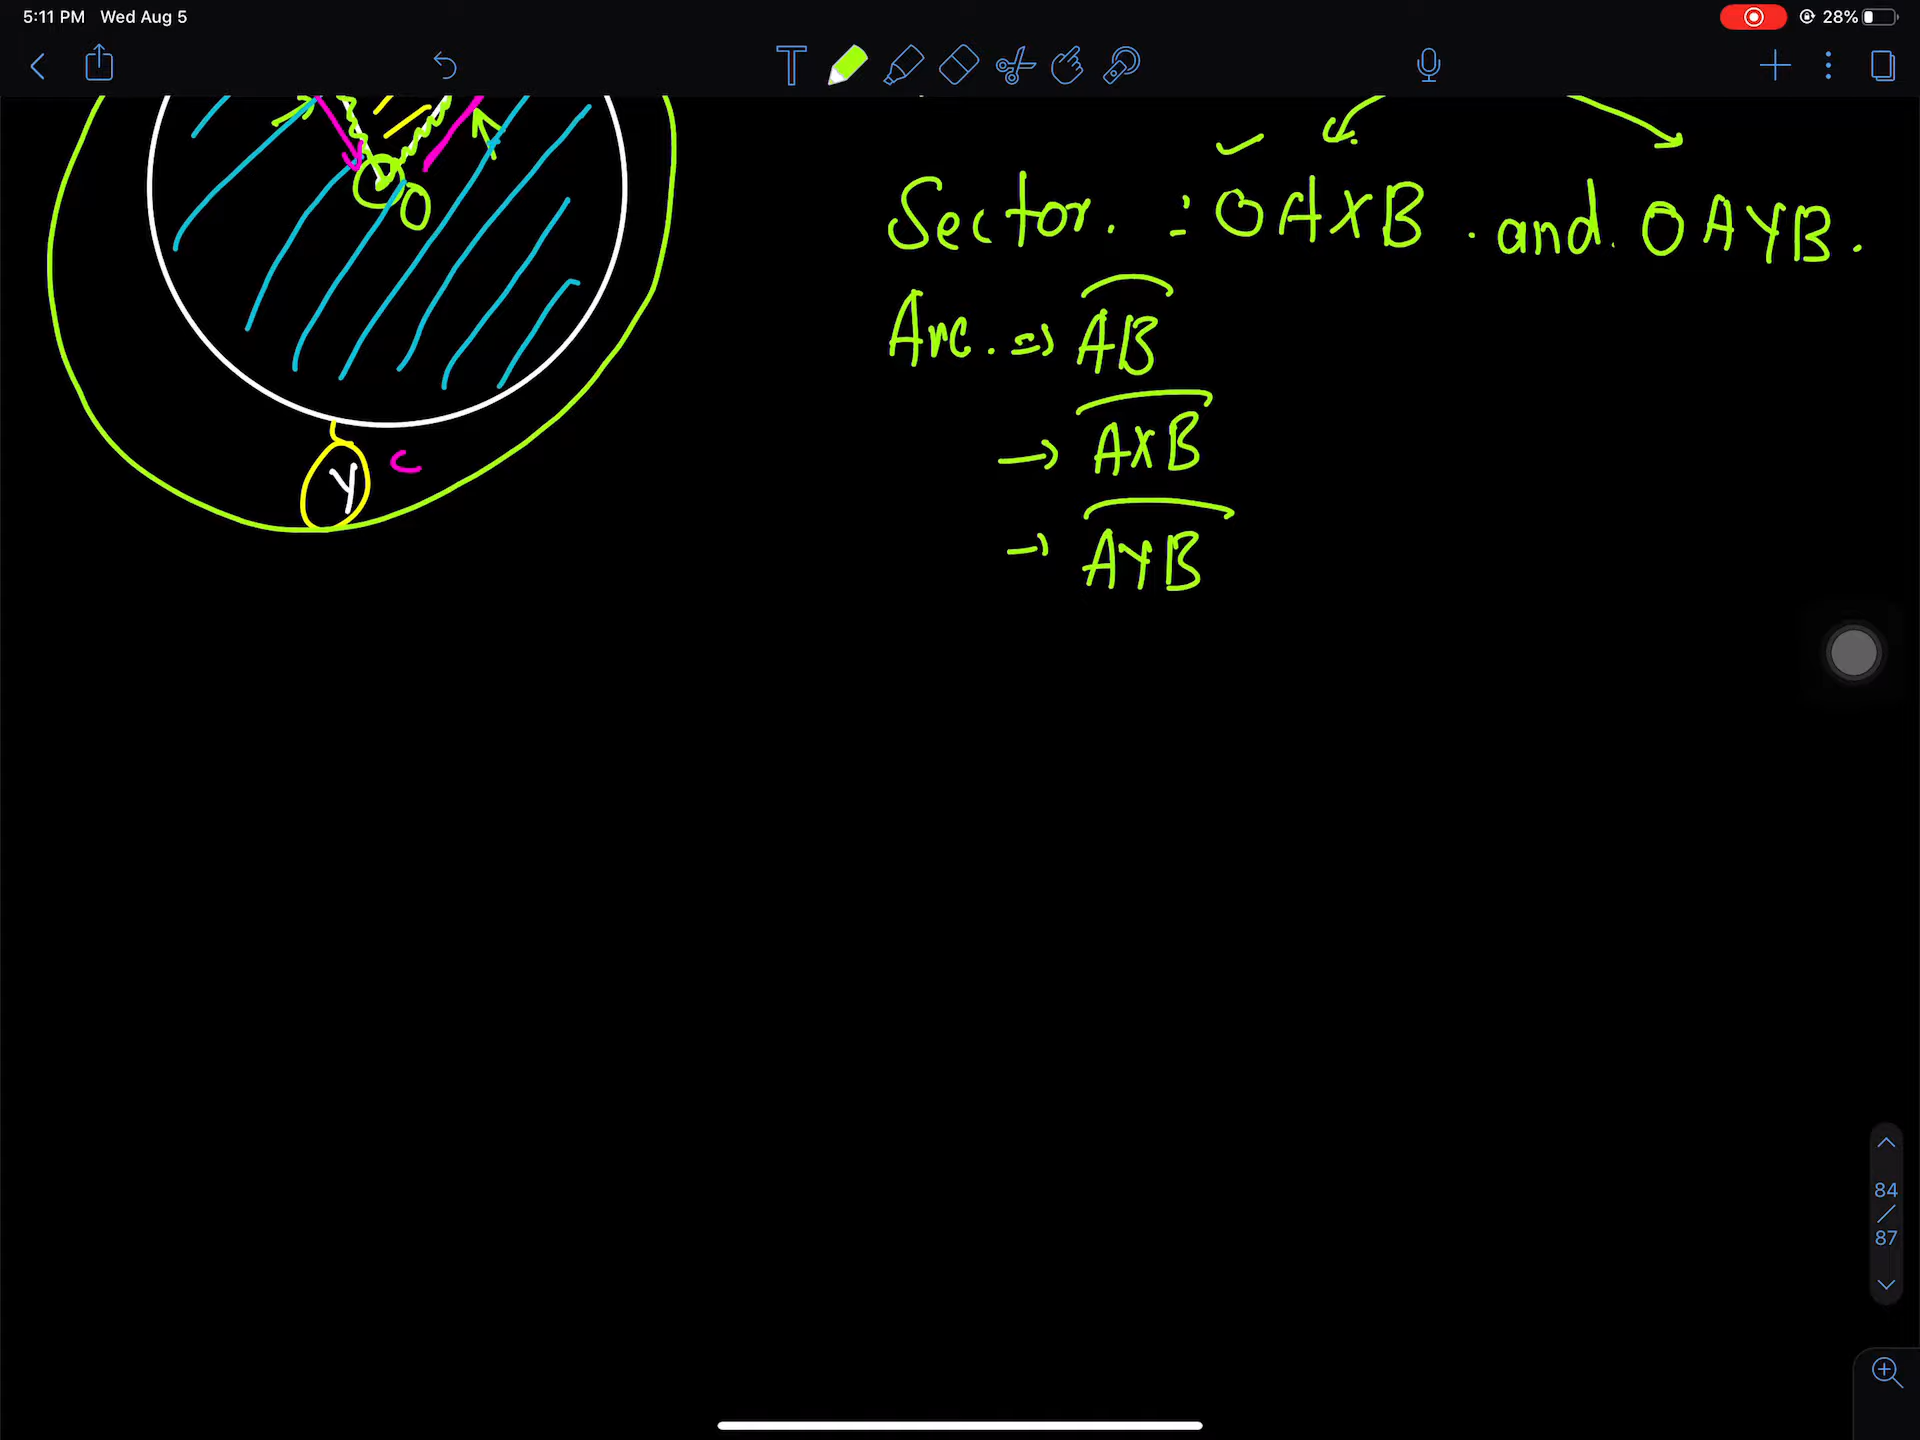 5:11 PM Wed Aug 5
28%
T
Sector. :- OAXB . and. OAYB.
O
Arc. => AB
→ AXB
Y C
→ AYB
84
/
87